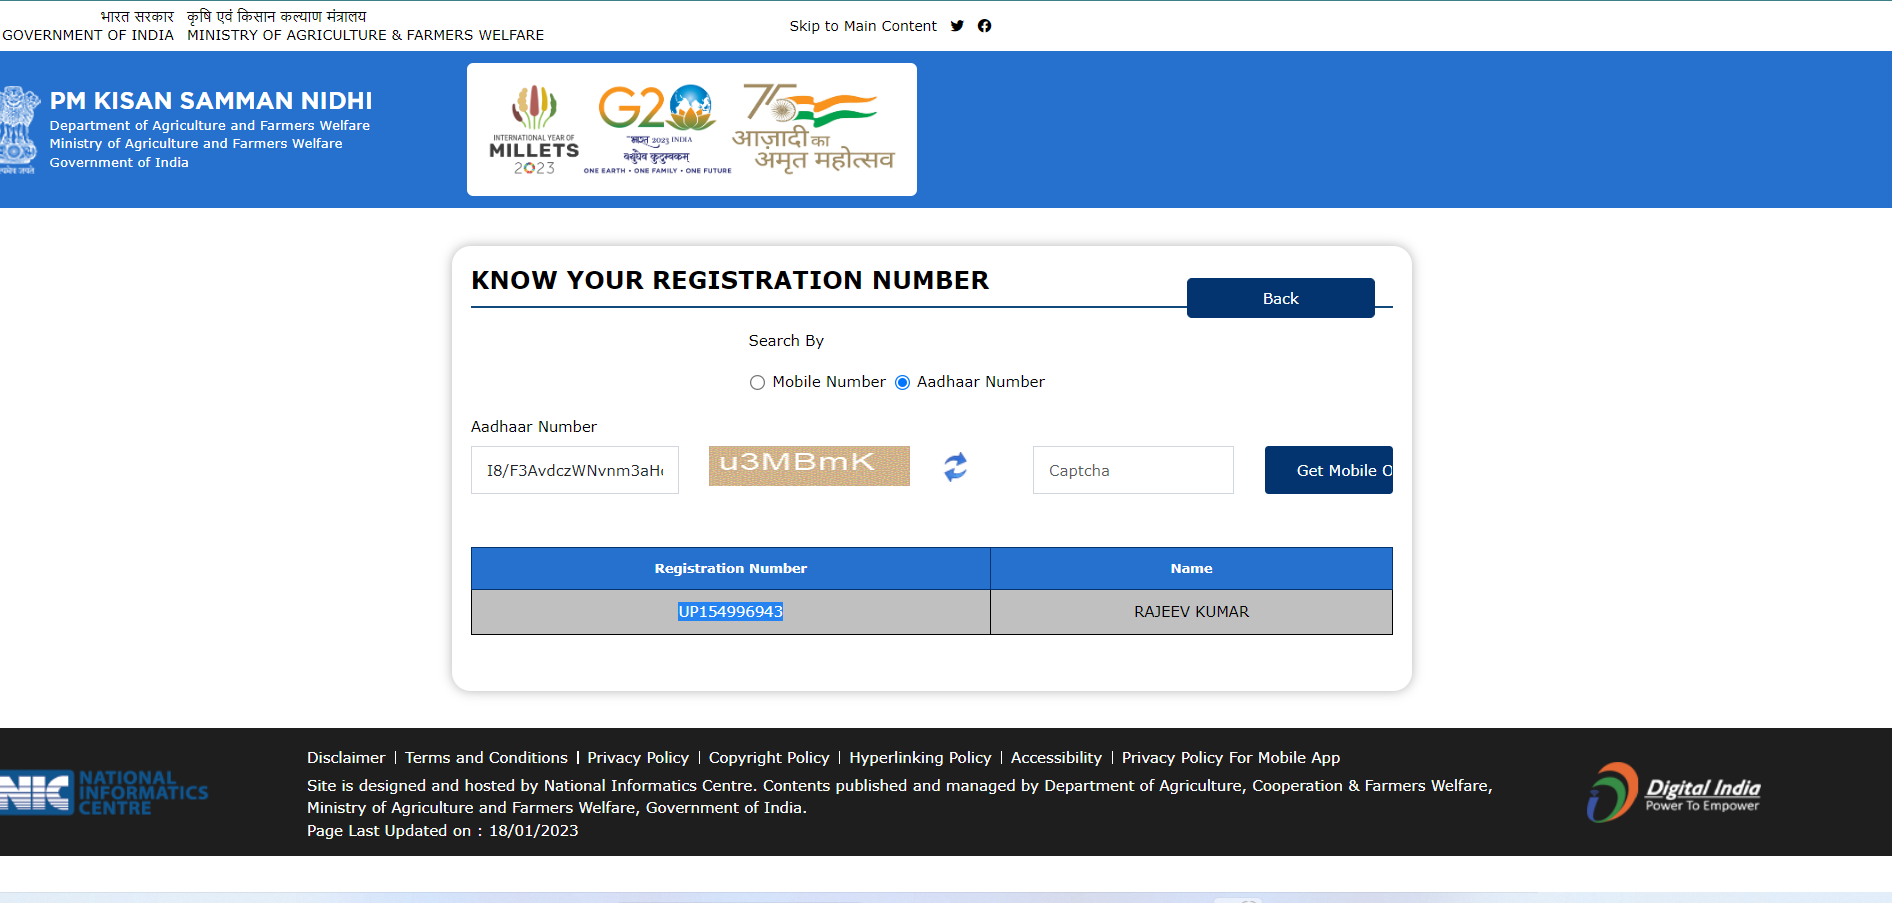 भारत सरकार कृषि एवं किसान कल्याण मंत्रालय
GOVERNMENT OF INDIA MINISTRY OF AGRICULTURE & FARMERS WELFARE
Skip to Main Content
PM KISAN SAMMAN NIDHI
Department of Agriculture and Farmers Welfare
Ministry of Agriculture and Farmers Welfare
Government of India
INTERNATIONAL YEAR OF
MILLETS
2023
G20
भारत 2023 INDIA
वसुधैव कुटुम्बकम्
ONE EARTH • ONE FAMILY • ONE FUTURE
75
आज़ादी का
अमृत महोत्सव
KNOW YOUR REGISTRATION NUMBER
Back
Search By
Mobile Number Aadhaar Number
Aadhaar Number
I8/F3AvdczWNvnm3aH
u3MBmK
Captcha
Get Mobile O
Registration Number Name
UP154996943 RAJEEV KUMAR
Disclaimer | Terms and Conditions | Privacy Policy | Copyright Policy | Hyperlinking Policy | Accessibility | Privacy Policy For Mobile App
Site is designed and hosted by National Informatics Centre. Contents published and managed by Department of Agriculture, Cooperation & Farmers Welfare,
Ministry of Agriculture and Farmers Welfare, Government of India.
Page Last Updated on : 18/01/2023
NIC NATIONAL
INFORMATICS
CENTRE
Digital India
Power To Empower